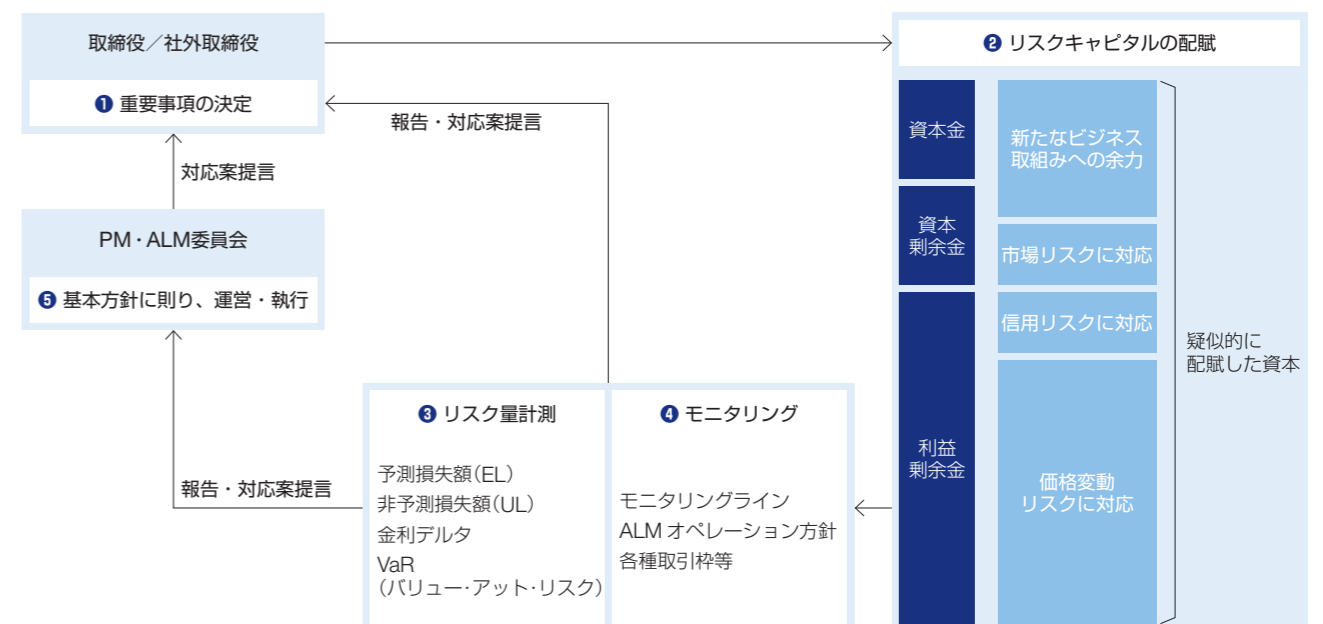 取締役／社外取締役
❶ 重要事項の決定
対応案提言
報告・対応案提言
PM・ALM委員会
❺ 基本方針に則り、運営・執行
報告・対応案提言
❸ リスク量計測
予測損失額（EL）
非予測損失額（UL）
金利デルタ
VaR
（バリュー・アット・リスク）
❹ モニタリング
モニタリングライン
ALM オペレーション方針
各種取引枠等
❷ リスクキャピタルの配賦
資本金
資本
剰余金
利益
剰余金
新たなビジネス
取組みへの余力
市場リスクに対応
信用リスクに対応
価格変動
リスクに対応
疑似的に
配賦した資本